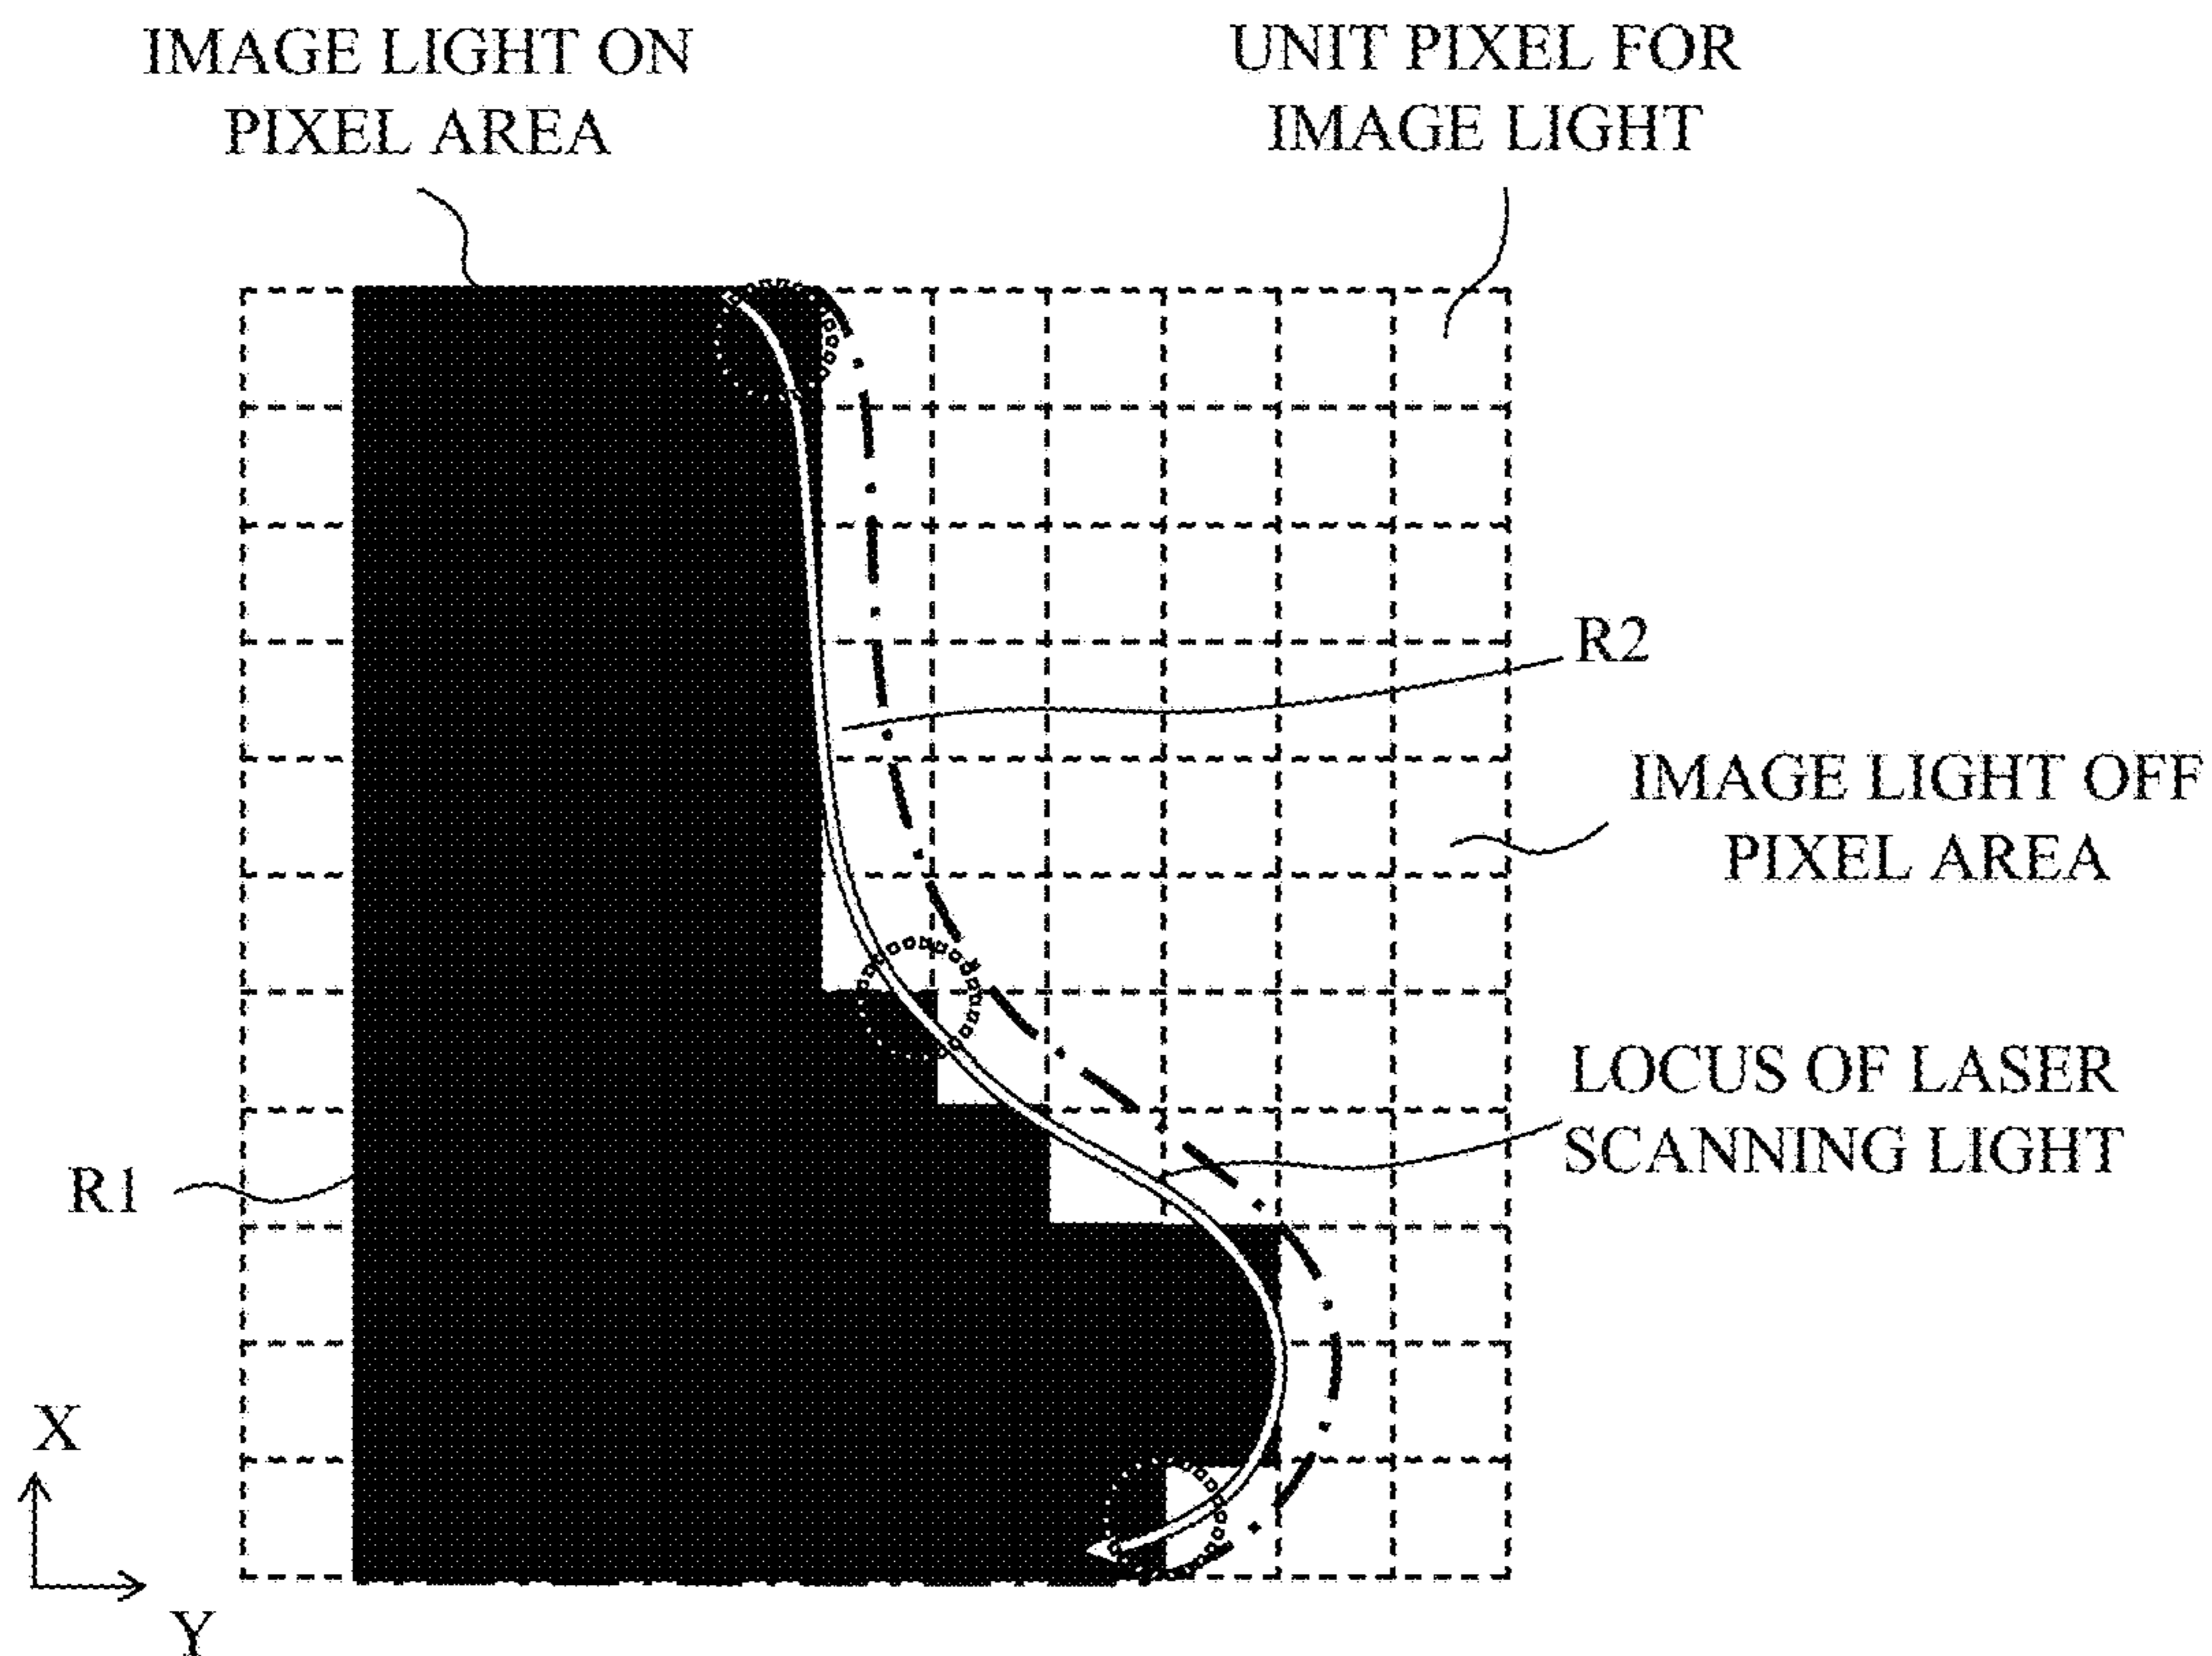 IMAGE LIGHT ON
PIXEL AREA
UNIT PIXEL FOR
IMAGE LIGHT
R2
IMAGE LIGHT OFF
PIXEL AREA
LOCUS OF LASER
SCANNING LIGHT
R1
X
Y